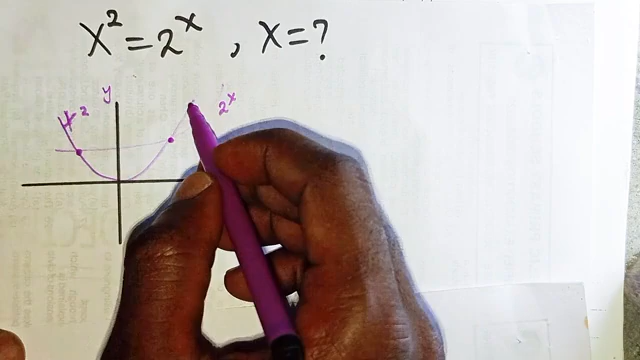 x² = 2ˣ , x = ?
y
x² 2ˣ